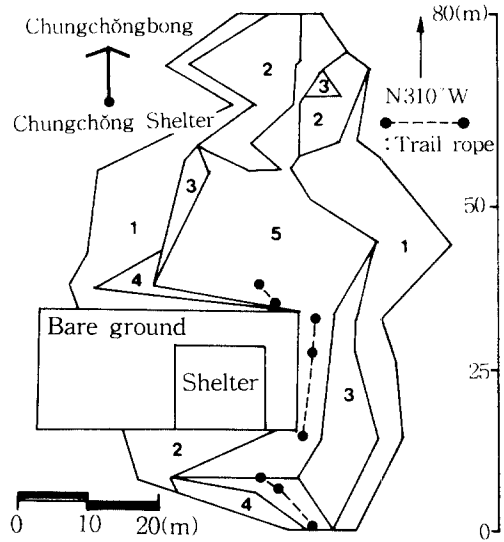 Chungchŏngbong
80(m)
2
3
N310°W
Chungchŏng Shelter
2
: Trail rope
3
50
1
5
1
4
Bare ground
25
Shelter
3
2
4
0 10 20(m)
0